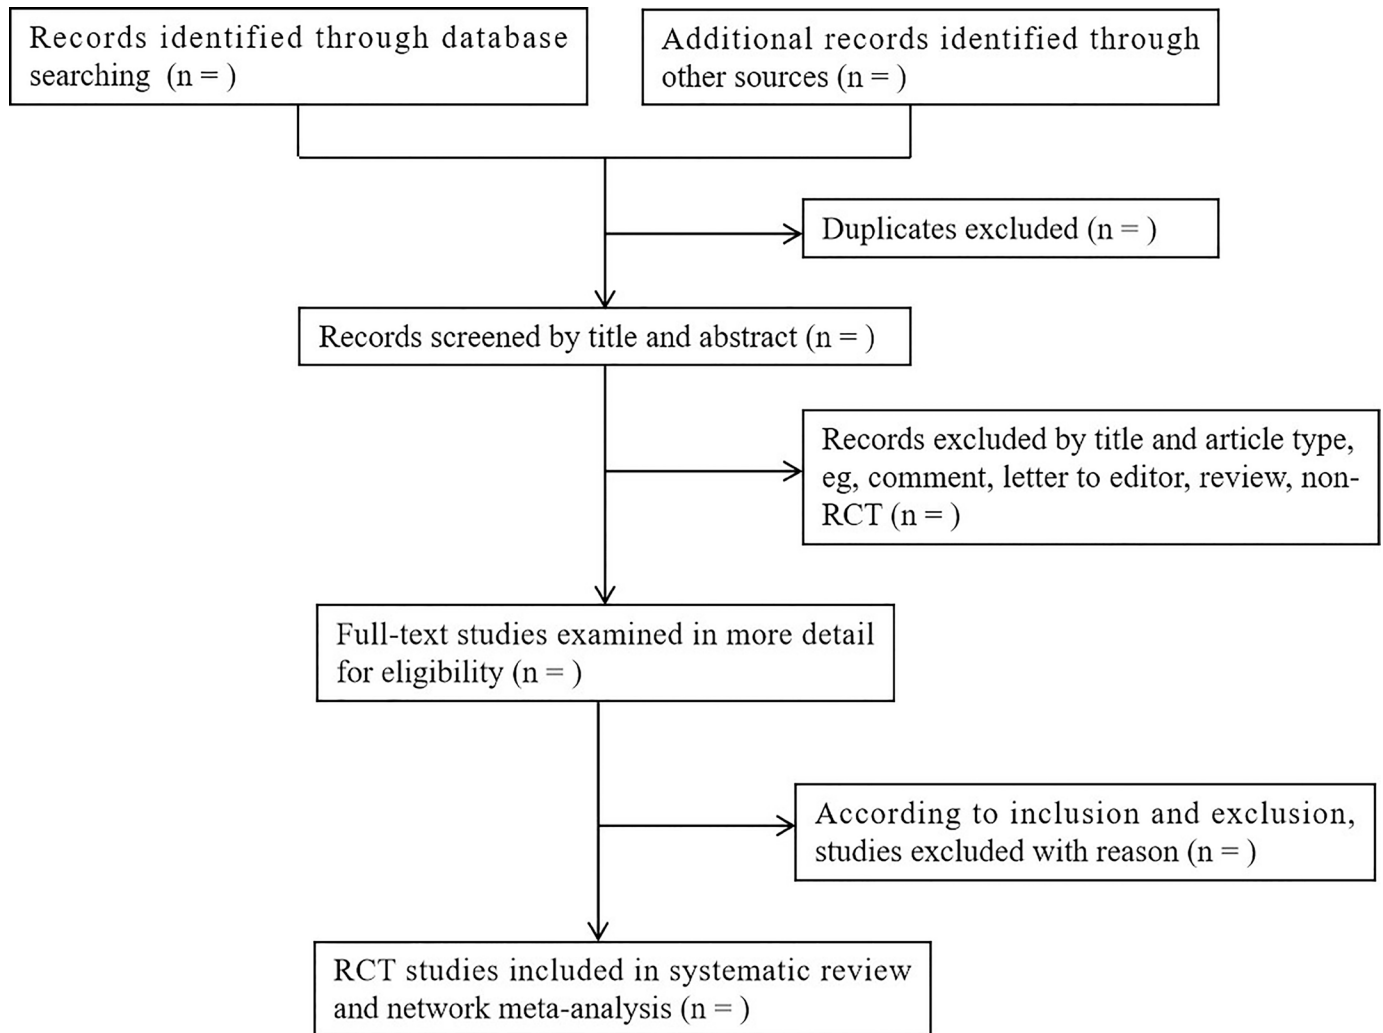 Records identified through database
searching (n = )
Additional records identified through
other sources (n = )
Duplicates excluded (n = )
Records screened by title and abstract (n = )
Records excluded by title and article type,
eg, comment, letter to editor, review, non-
RCT (n = )
Full-text studies examined in more detail
for eligibility (n = )
According to inclusion and exclusion,
studies excluded with reason (n = )
RCT studies included in systematic review
and network meta-analysis (n = )